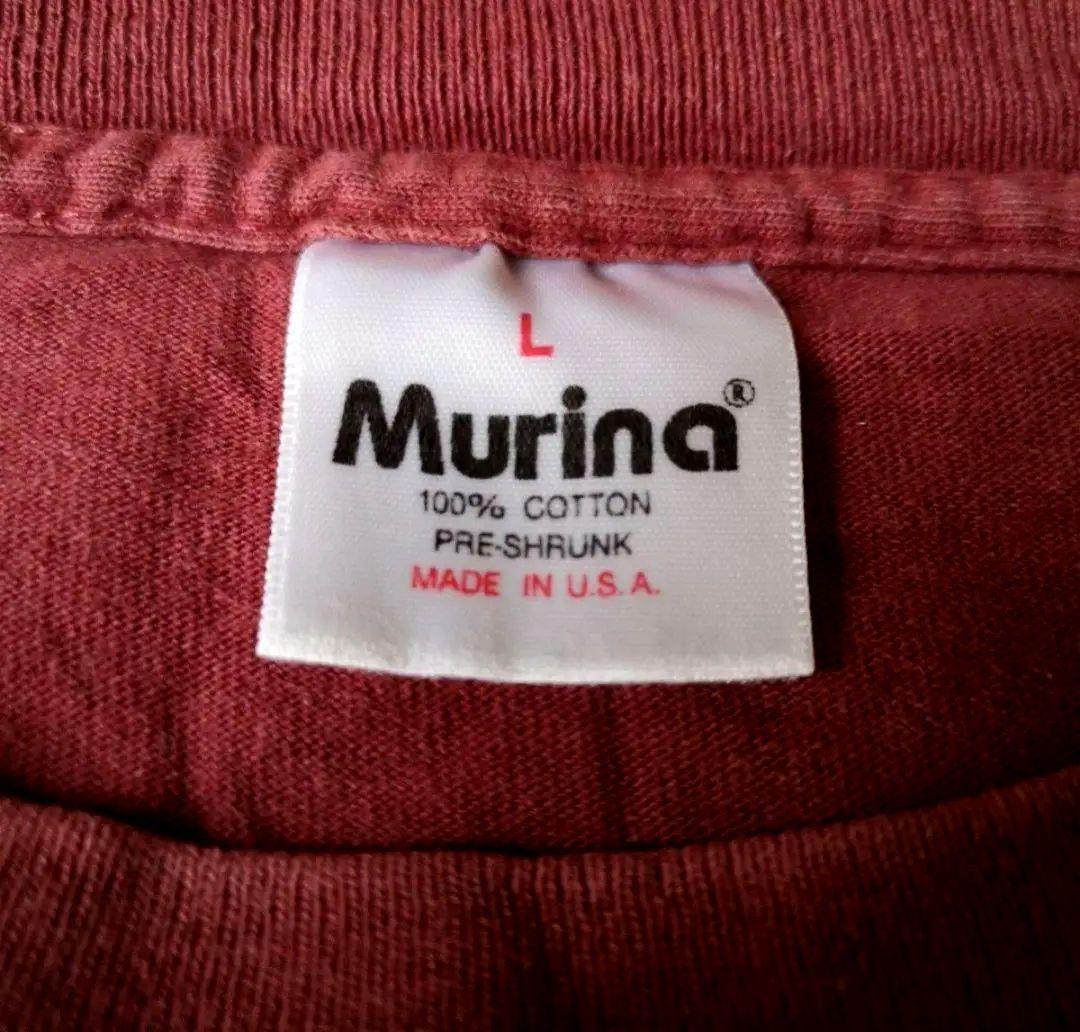 L
Murina®
100% COTTON
PRE-SHRUNK
MADE IN U.S.A.